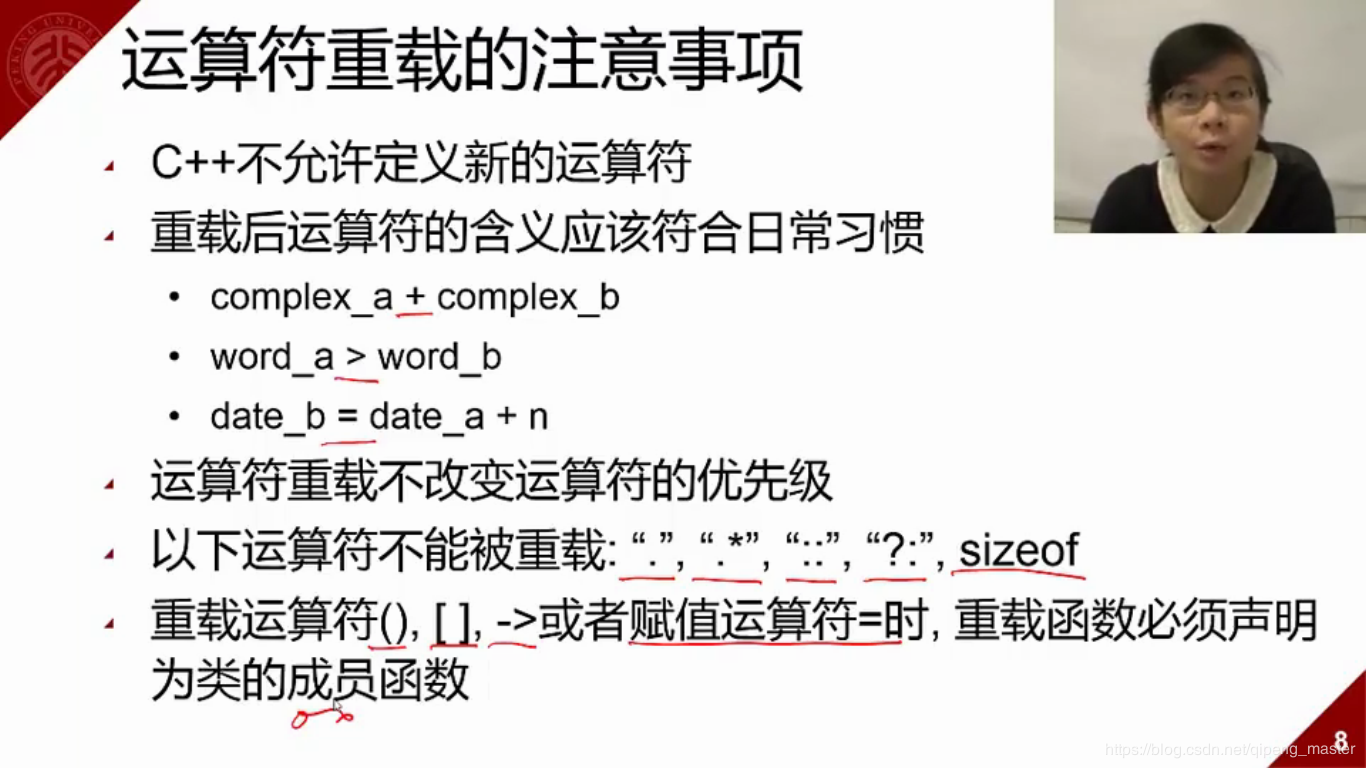 运算符重载的注意事项
C++不允许定义新的运算符
重载后运算符的含义应该符合日常习惯
• complex_a + complex_b
• word_a > word_b
• date_b = date_a + n
运算符重载不改变运算符的优先级
以下运算符不能被重载: “.”, “.*”, “::”, “?:”, sizeof
重载运算符(), [ ], ->或者赋值运算符=时, 重载函数必须声明
为类的成员函数
8
https://blog.csdn.net/qipang_master